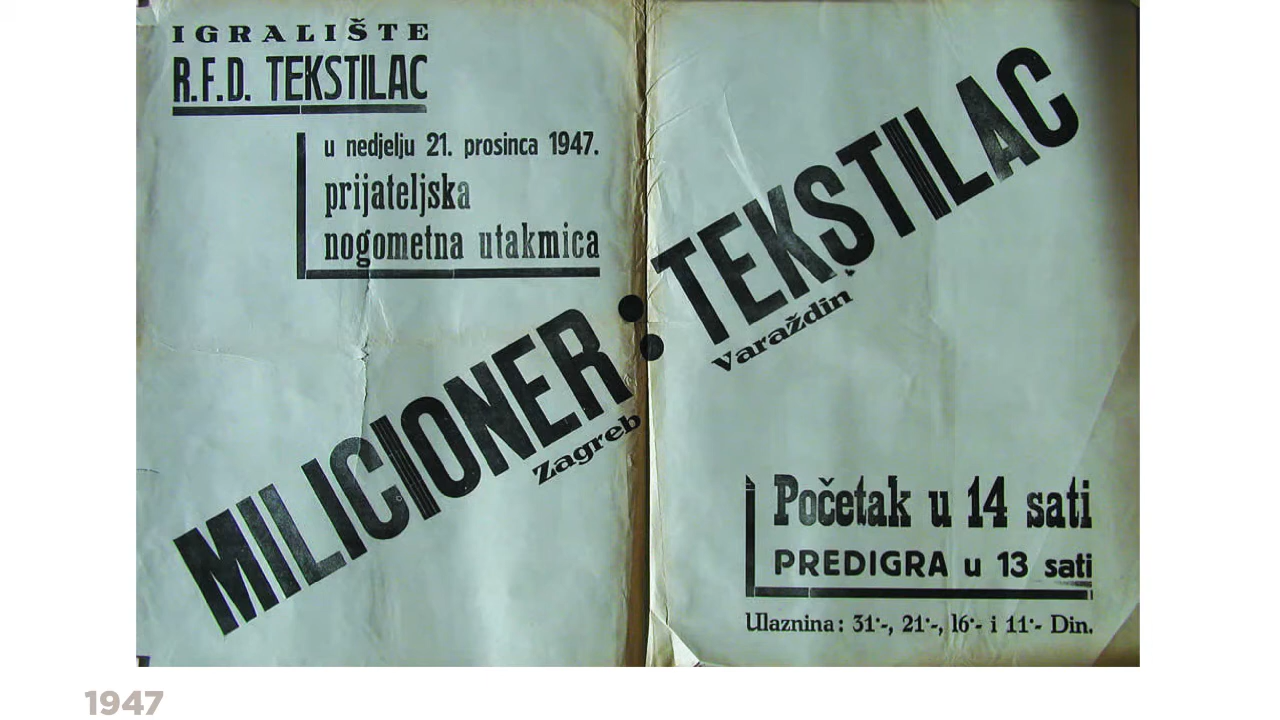 IGRALIŠTE
R.F.D. TEKSTILAC
u nedjelju 21. prosinca 1947.
prijateljska
nogometna utakmica
MILICIONER : TEKSTILAC
Zagreb
Varaždin
Početak u 14 sati
PREDIGRA u 13 sati
Ulaznina: 31·-, 21·-, 16·- i 11·- Din.
1947